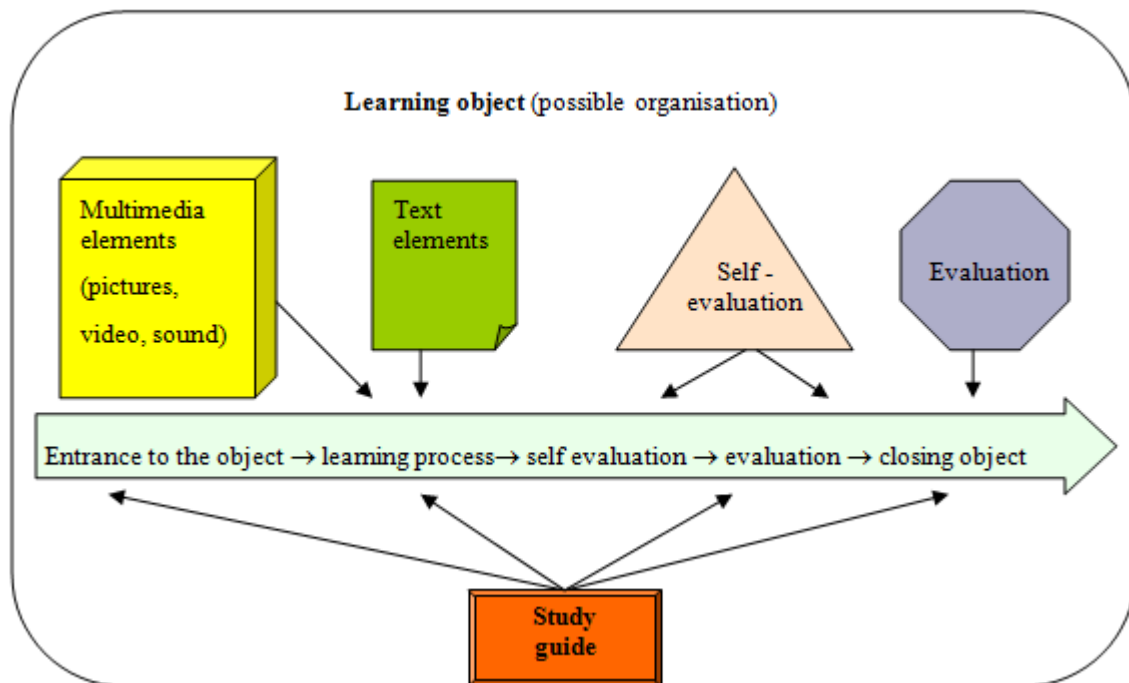 Learning object (possible organisation)
Multimedia
elements
(pictures,
video, sound)
Text
elements
Self -
evaluation
Evaluation
Entrance to the object → learning process→ self evaluation → evaluation → closing object
Study
guide